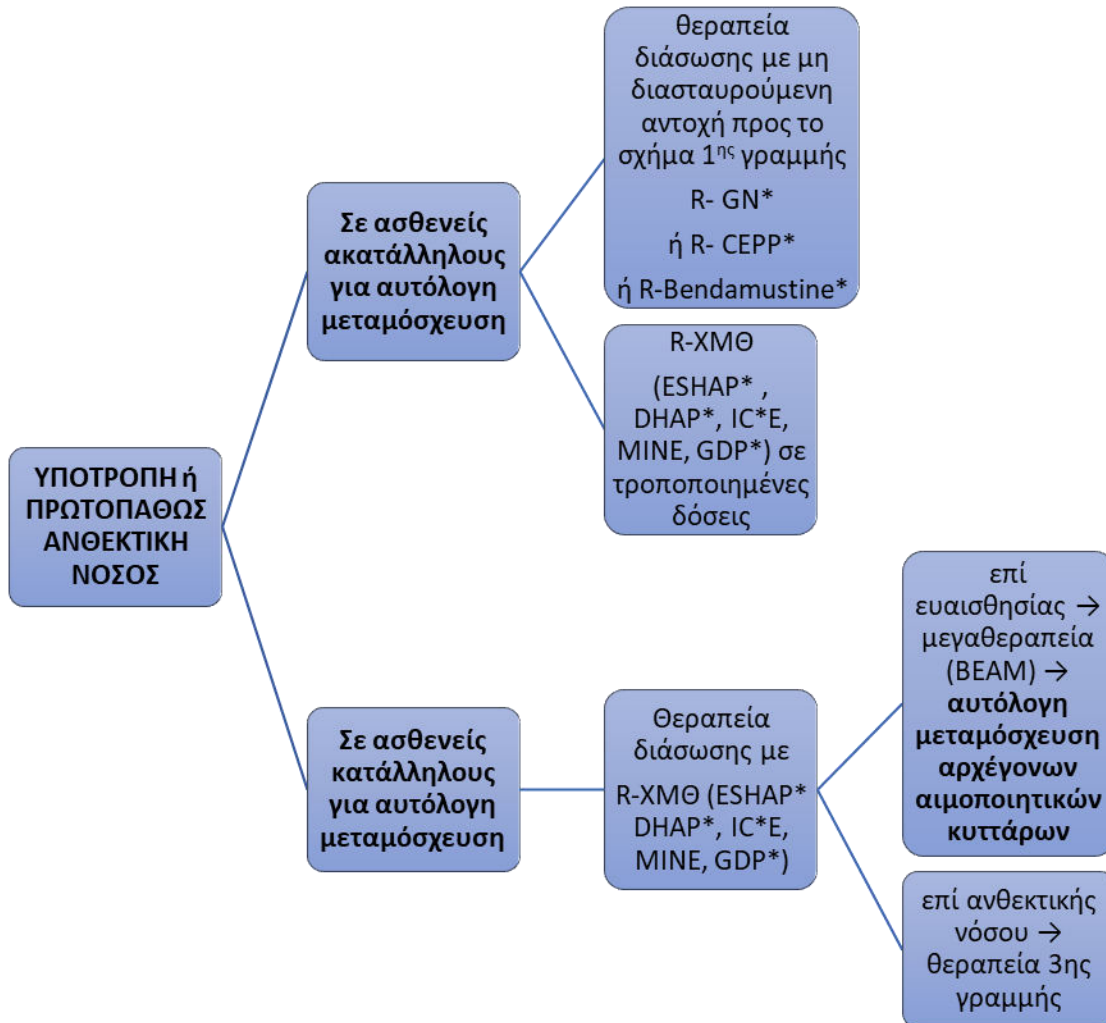 ΥΠΟΤΡΟΠΗ ή
ΠΡΩΤΟΠΑΘΩΣ
ΑΝΘΕΚΤΙΚΗ
ΝΟΣΟΣ
Σε ασθενείς
ακατάλληλους
για αυτόλογη
μεταμόσχευση
θεραπεία
διάσωσης με μη
διασταυρούμενη
αντοχή προς το
σχήμα 1ης γραμμής
R- GN*
ή R- CEPP*
ή R-Bendamustine*
R-ΧΜΘ
(ESHAP* ,
DHAP*, IC*E,
MINE, GDP*) σε
τροποποιημένες
δόσεις
Σε ασθενείς
κατάλληλους
για αυτόλογη
μεταμόσχευση
Θεραπεία
διάσωσης με
R-ΧΜΘ (ESHAP*
DHAP*, IC*E,
MINE, GDP*)
επί
ευαισθησίας →
μεγαθεραπεία
(BEAM) →
αυτόλογη
μεταμόσχευση
αρχέγονων
αιμοποιητικών
κυττάρων
επί ανθεκτικής
νόσου →
θεραπεία 3ης
γραμμής